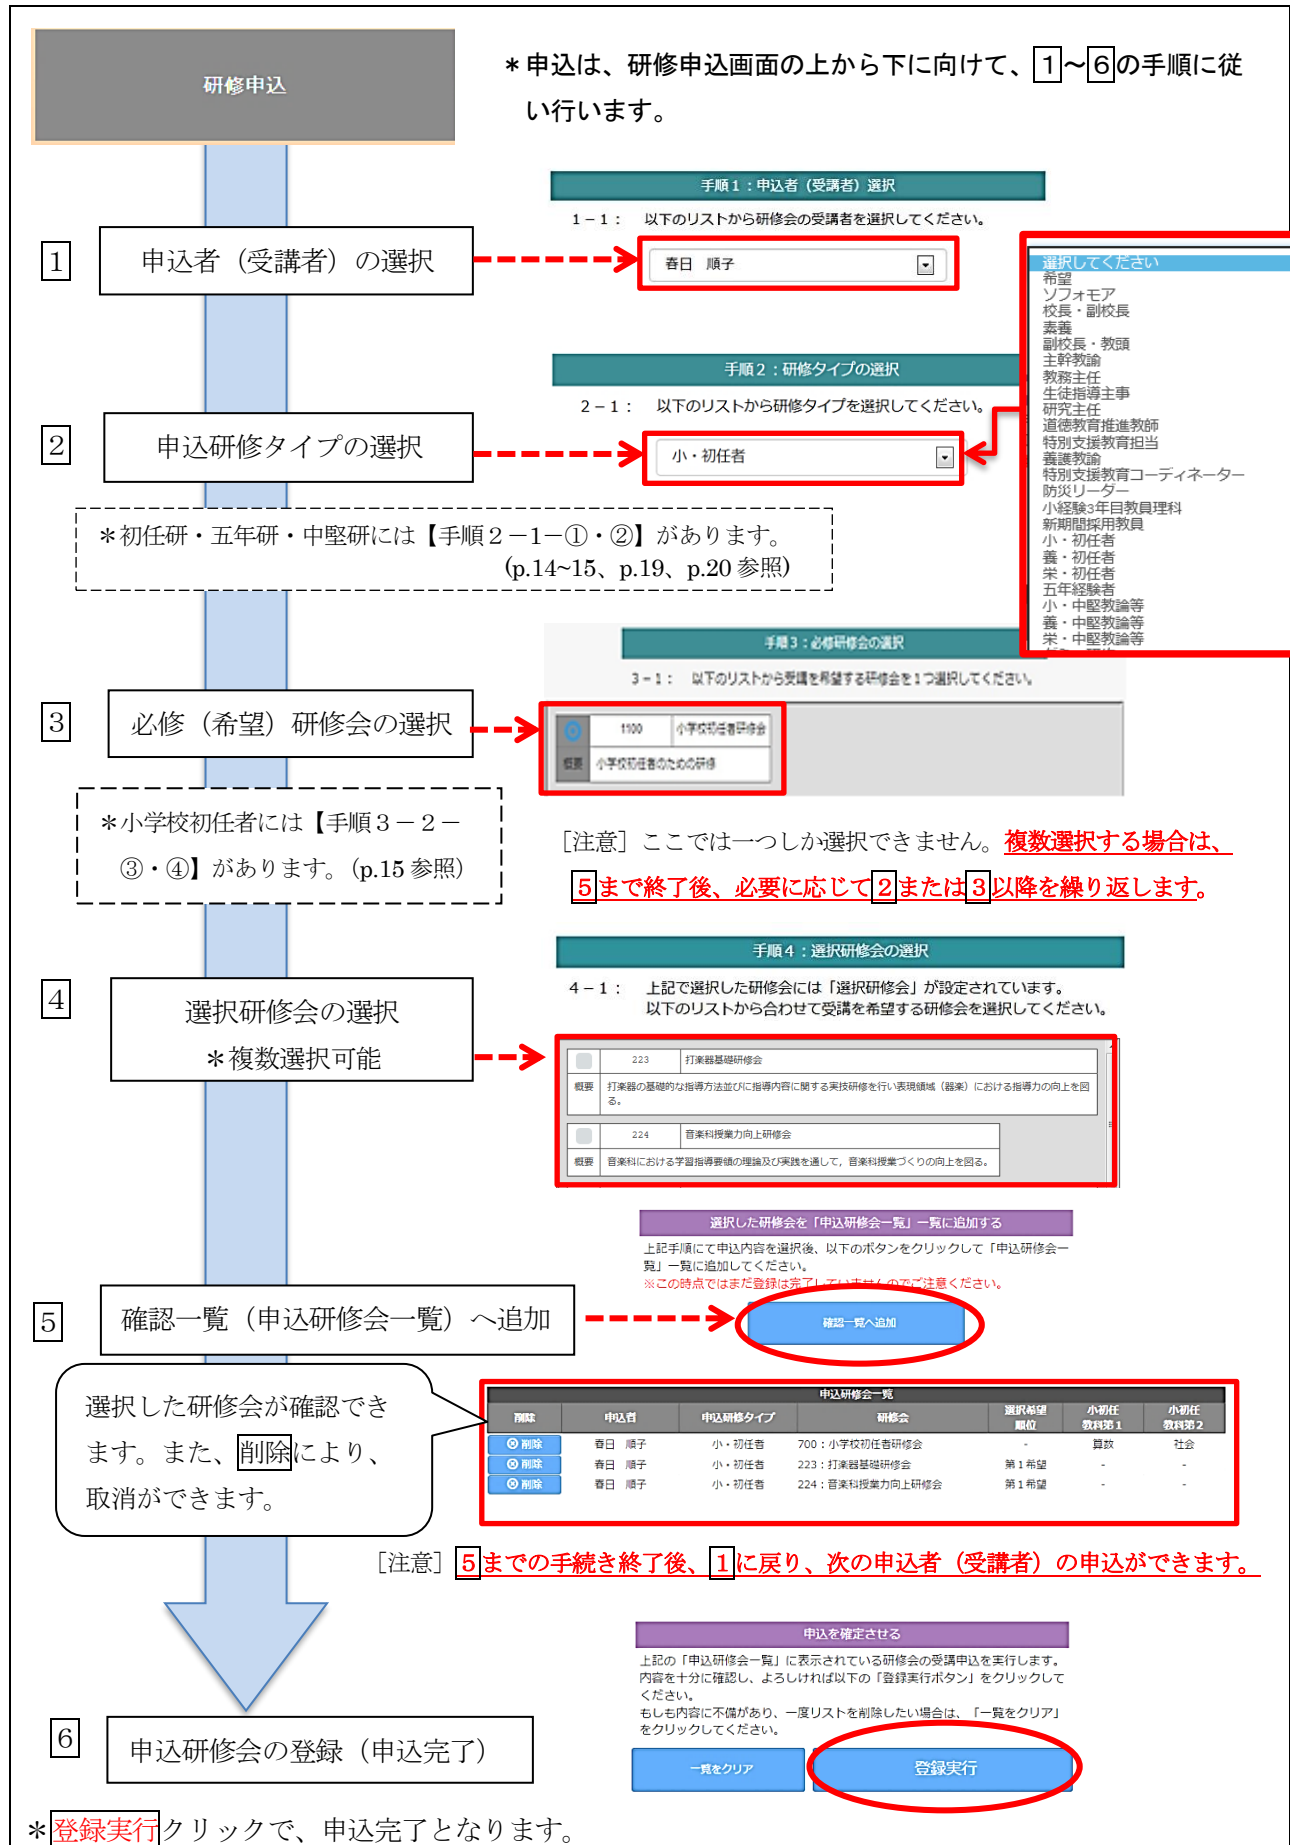 研修申込
＊申込は、研修申込画面の上から下に向けて、1～6の手順に従
い行います。
手順１：申込者（受講者）選択
１－１： 以下のリストから研修会の受講者を選択してください。
1
申込者（受講者）の選択
春日 順子
選択してください
希望
ソフォモア
校長・副校長
素養
副校長・教頭
主幹教諭
教務主任
生徒指導主事
研究主任
道徳教育推進教師
特別支援教育担当
養護教諭
特別支援教育コーディネーター
防災リーダー
小経験3年目教員理科
新期間採用教員
小・初任者
養・初任者
栄・初任者
五年経験者
小・中堅教諭等
養・中堅教諭等
栄・中堅教諭等
手順２：研修タイプの選択
２－１： 以下のリストから研修タイプを選択してください。
2
申込研修タイプの選択
小・初任者
＊初任研・五年研・中堅研には【手順２－1－①・②】があります。
(p.14~15、p.19、p.20 参照)
手順３：必修研修会の選択
３－１： 以下のリストから受講を希望する研修会を１つ選択してください。
3
必修（希望）研修会の選択
1100 小学校初任者研修会
概要 小学校初任者のための研修
＊小学校初任者には【手順３－２－
③・④】があります。(p.15 参照)
［注意］ここでは一つしか選択できません。複数選択する場合は、
5まで終了後、必要に応じて2または3以降を繰り返します。
手順４：選択研修会の選択
４－１： 上記で選択した研修会には「選択研修会」が設定されています。
以下のリストから合わせて受講を希望する研修会を選択してください。
4
選択研修会の選択
＊複数選択可能
223 打楽器基礎研修会
概要 打楽器の基礎的な指導方法並びに指導内容に関する実技研修を行い表現領域（器楽）における指導力の向上を図
る。
224 音楽科授業力向上研修会
概要 音楽科における学習指導要領の理論及び実践を通して，音楽科授業づくりの向上を図る。
選択した研修会を「申込研修会一覧」一覧に追加する
上記手順にて申込内容を選択後、以下のボタンをクリックして「申込研修会一
覧」一覧に追加してください。
※この時点ではまだ登録は完了していませんのでご注意ください。
5
確認一覧（申込研修会一覧）へ追加
確認一覧へ追加
選択した研修会が確認でき
ます。また、削除により、
取消ができます。
申込研修会一覧
削除 申込者 申込研修タイプ 研修会 選択希望順位 小初任教科第１ 小初任教科第２
削除 春日 順子 小・初任者 700：小学校初任者研修会 - 算数 社会
削除 春日 順子 小・初任者 223：打楽器基礎研修会 第１希望 - -
削除 春日 順子 小・初任者 224：音楽科授業力向上研修会 第１希望 - -
［注意］5までの手続き終了後、1に戻り、次の申込者（受講者）の申込ができます。
申込を確定させる
上記の「申込研修会一覧」に表示されている研修会の受講申込を実行します。
内容を十分に確認し、よろしければ以下の「登録実行ボタン」をクリックして
ください。
もしも内容に不備があり、一度リストを削除したい場合は、「一覧をクリア」
をクリックしてください。
6
申込研修会の登録（申込完了）
一覧をクリア
登録実行
＊登録実行クリックで、申込完了となります。